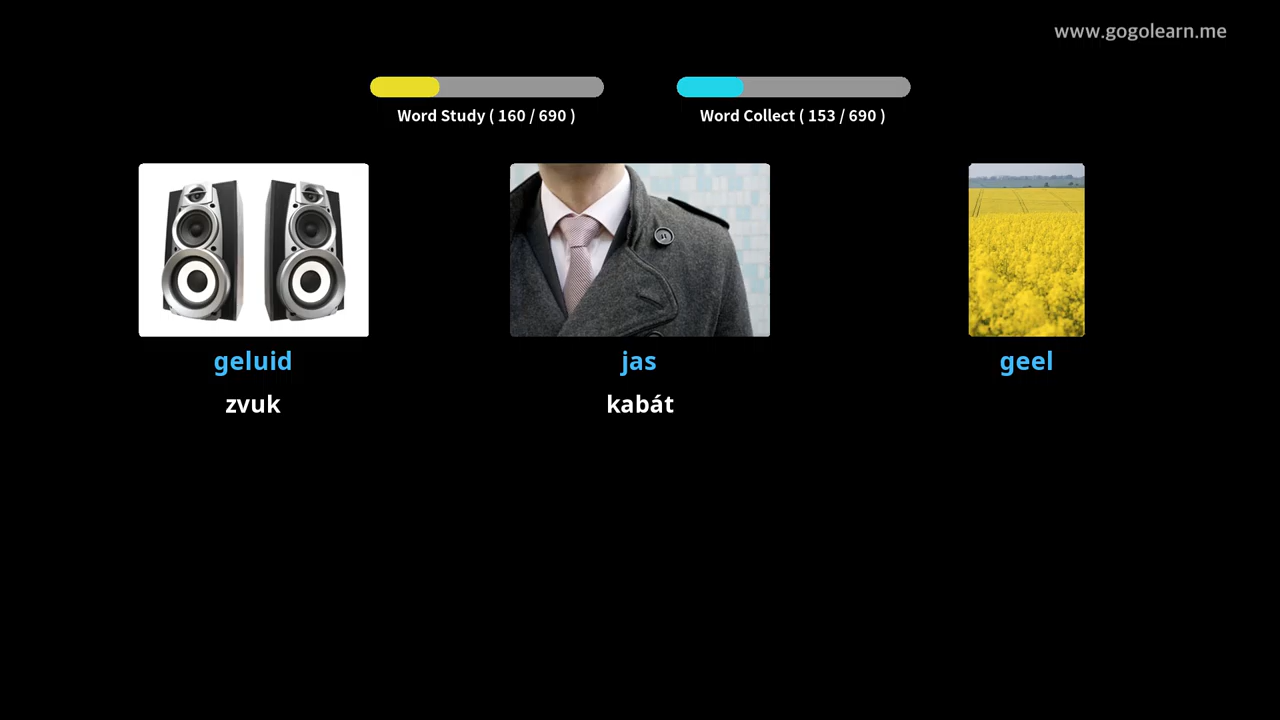 www.gogolearn.me
Word Study ( 160 / 690 )
Word Collect ( 153 / 690 )
geluid
jas
geel
zvuk
kabát